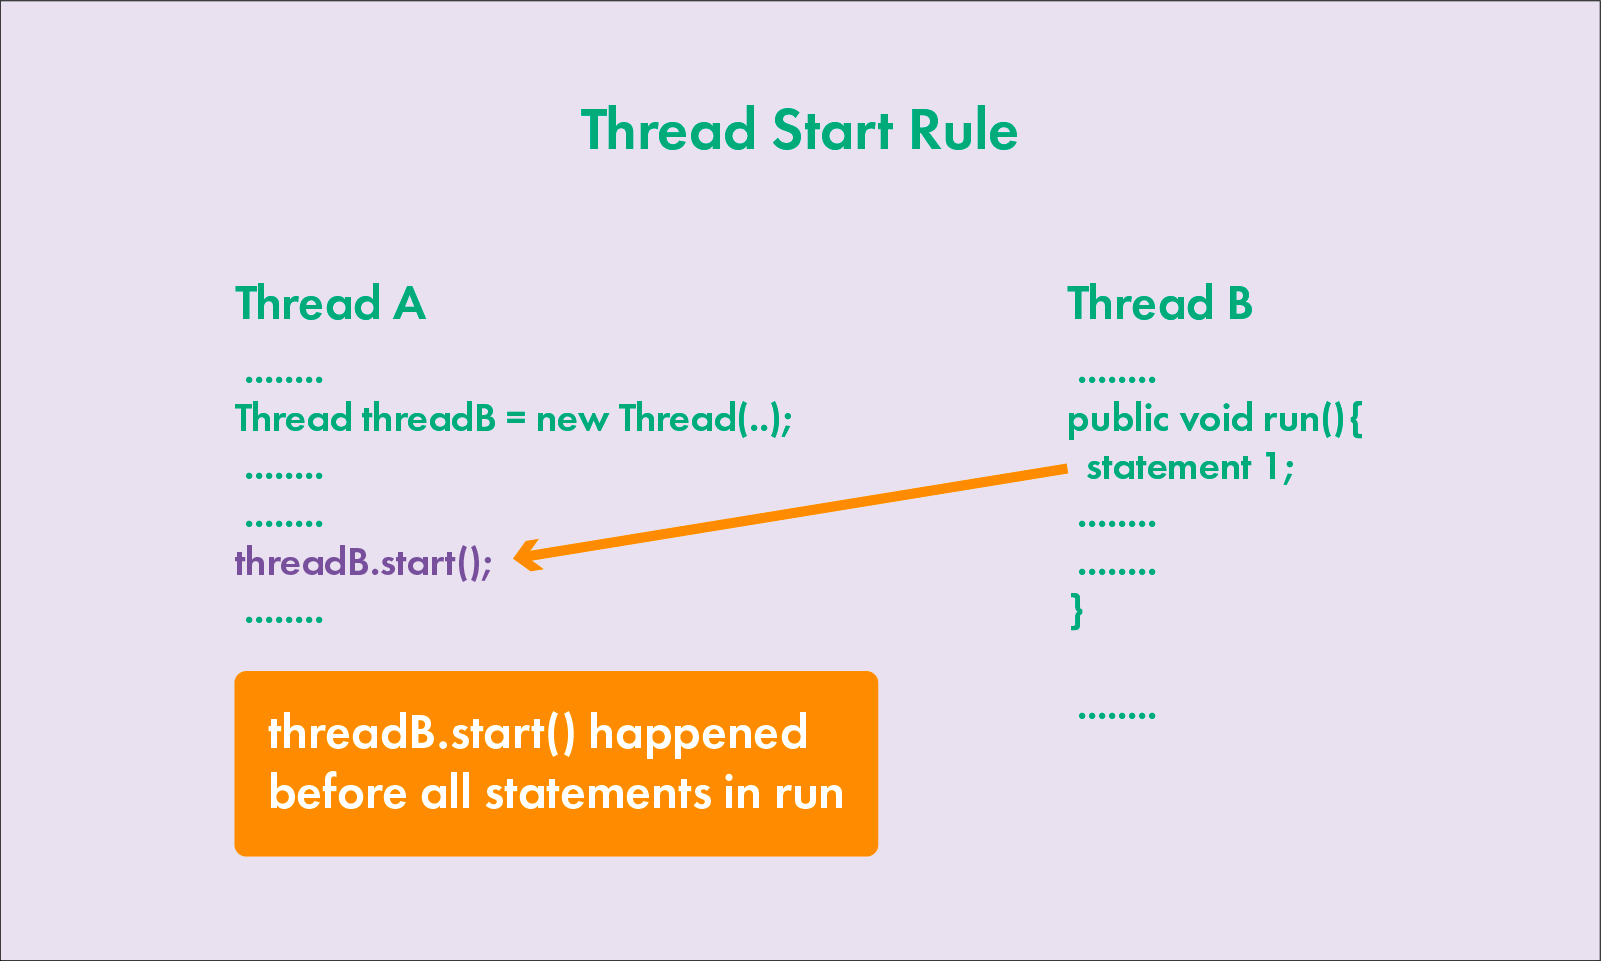 Thread Start Rule
Thread A
........
Thread threadB = new Thread(..);
........
........
threadB.start();
........
threadB.start() happened
before all statements in run
Thread B
........
public void run(){
statement 1;
........
........
}
........